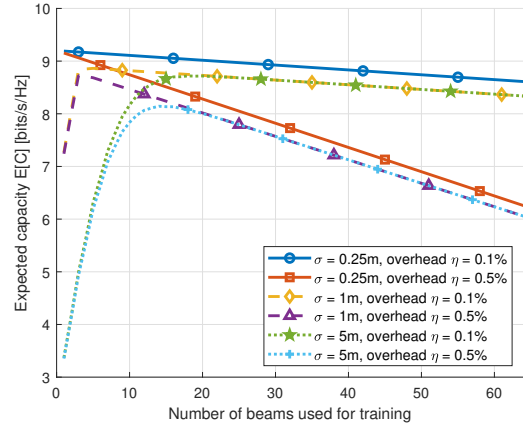 10
9
8
7
6
5
4
3
Expected capacity E[C] [bits/s/Hz]
σ = 0.25m, overhead η = 0.1%
σ = 0.25m, overhead η = 0.5%
σ = 1m, overhead η = 0.1%
σ = 1m, overhead η = 0.5%
σ = 5m, overhead η = 0.1%
σ = 5m, overhead η = 0.5%
0 10 20 30 40 50 60
Number of beams used for training